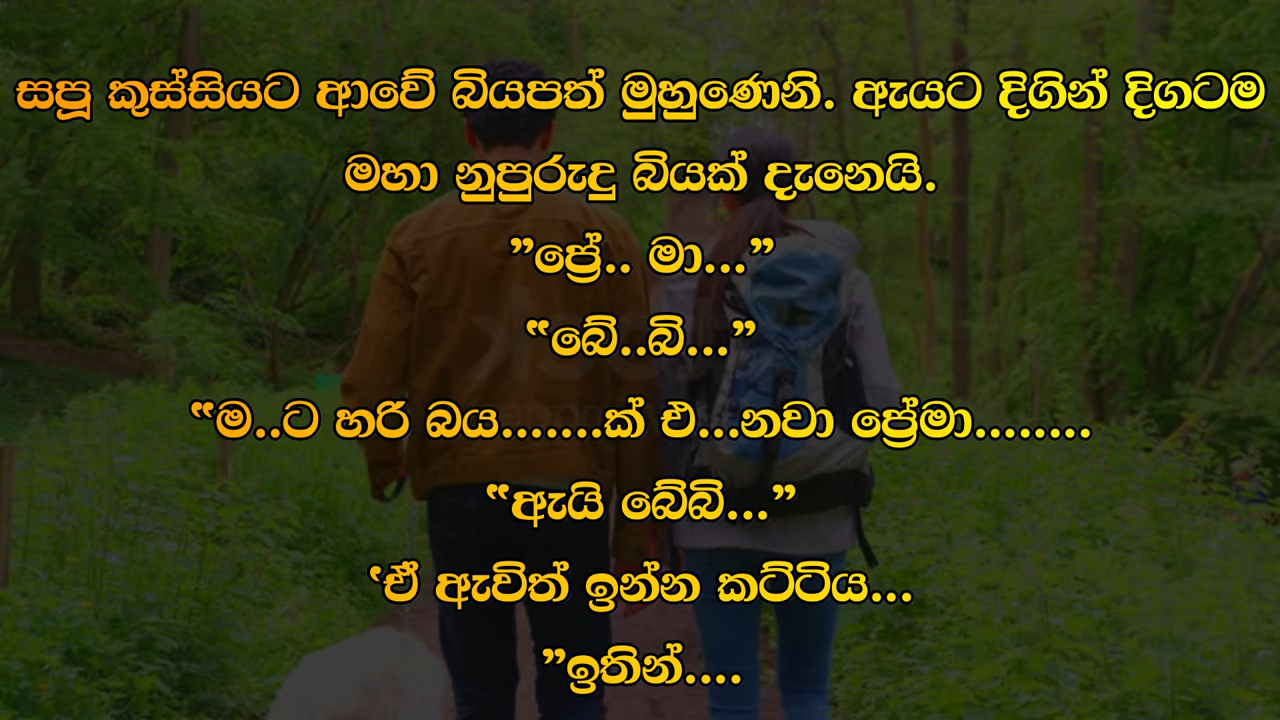 සපූ කුස්සියට ආවේ බියපත් මුහුණෙනි. ඇයට දිගින් දිගටම
මහා නුපුරුදු බියක් දැනෙයි.
”ප්‍රේ.. මා...”
“බේ..බි...”
“ම..ට හරි බය.......ක් එ...නවා ප්‍රේමා........
“ඇයි බේබි...”
‘ඒ ඇවිත් ඉන්න කට්ටිය...
”ඉතින්....